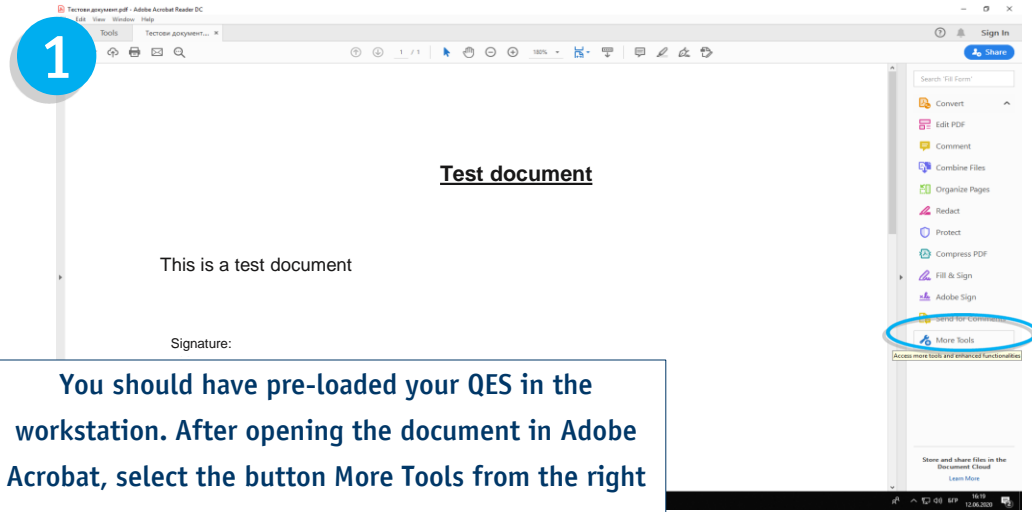 Тестови документ.pdf - Adobe Acrobat Reader DC
Edit View Window Help
Tools Тестови документ... ×
Sign In
1
1 / 1
180%
Share
Search 'Fill Form'
Convert
Edit PDF
Comment
Combine Files
Organize Pages
Redact
Protect
Compress PDF
Fill & Sign
Adobe Sign
Send for Comments
More Tools
Access more tools and enhanced functionalities
Test document
This is a test document
Signature:
You should have pre-loaded your QES in the
workstation. After opening the document in Adobe
Acrobat, select the button More Tools from the right
Store and share files in the
Document Cloud
Learn More
БГР
16:19
12.06.2020